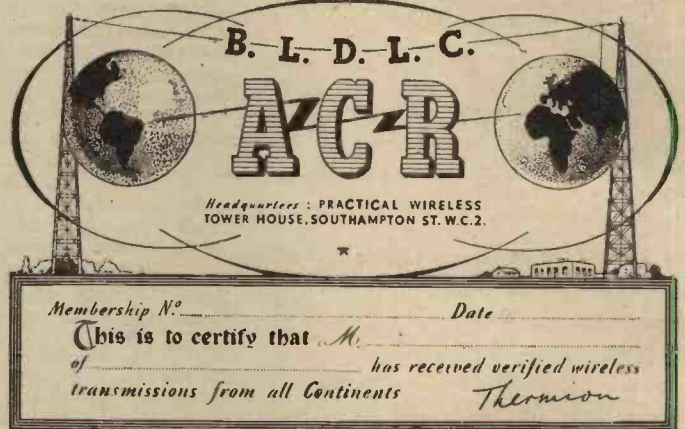 B. L. D. L. C.
ACR
Headquarters : PRACTICAL WIRELESS
TOWER HOUSE, SOUTHAMPTON ST. W.C.2.
Membership Nº Date
This is to certify that M.
of has received verified wireless
transmissions from all Continents Thermion